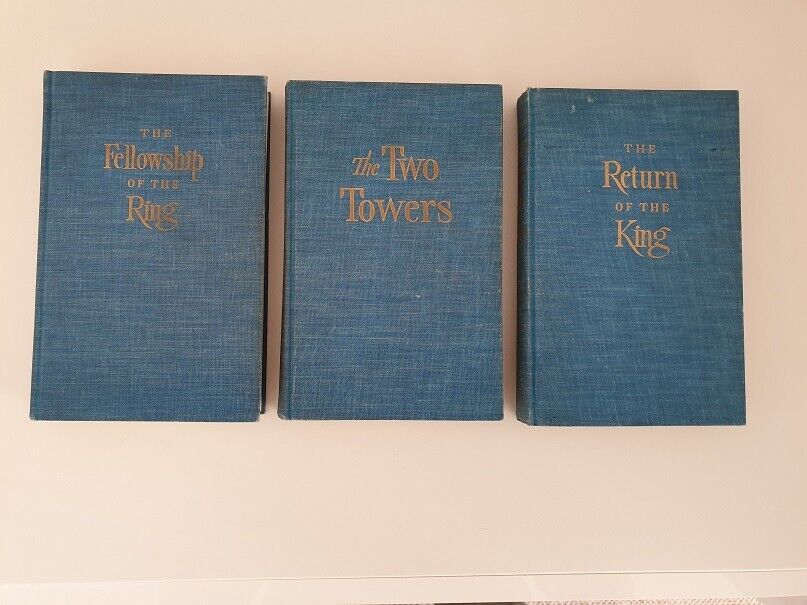 THE
Fellowship
OF THE
Ring
The Two
Towers
THE
Return
OF THE
King